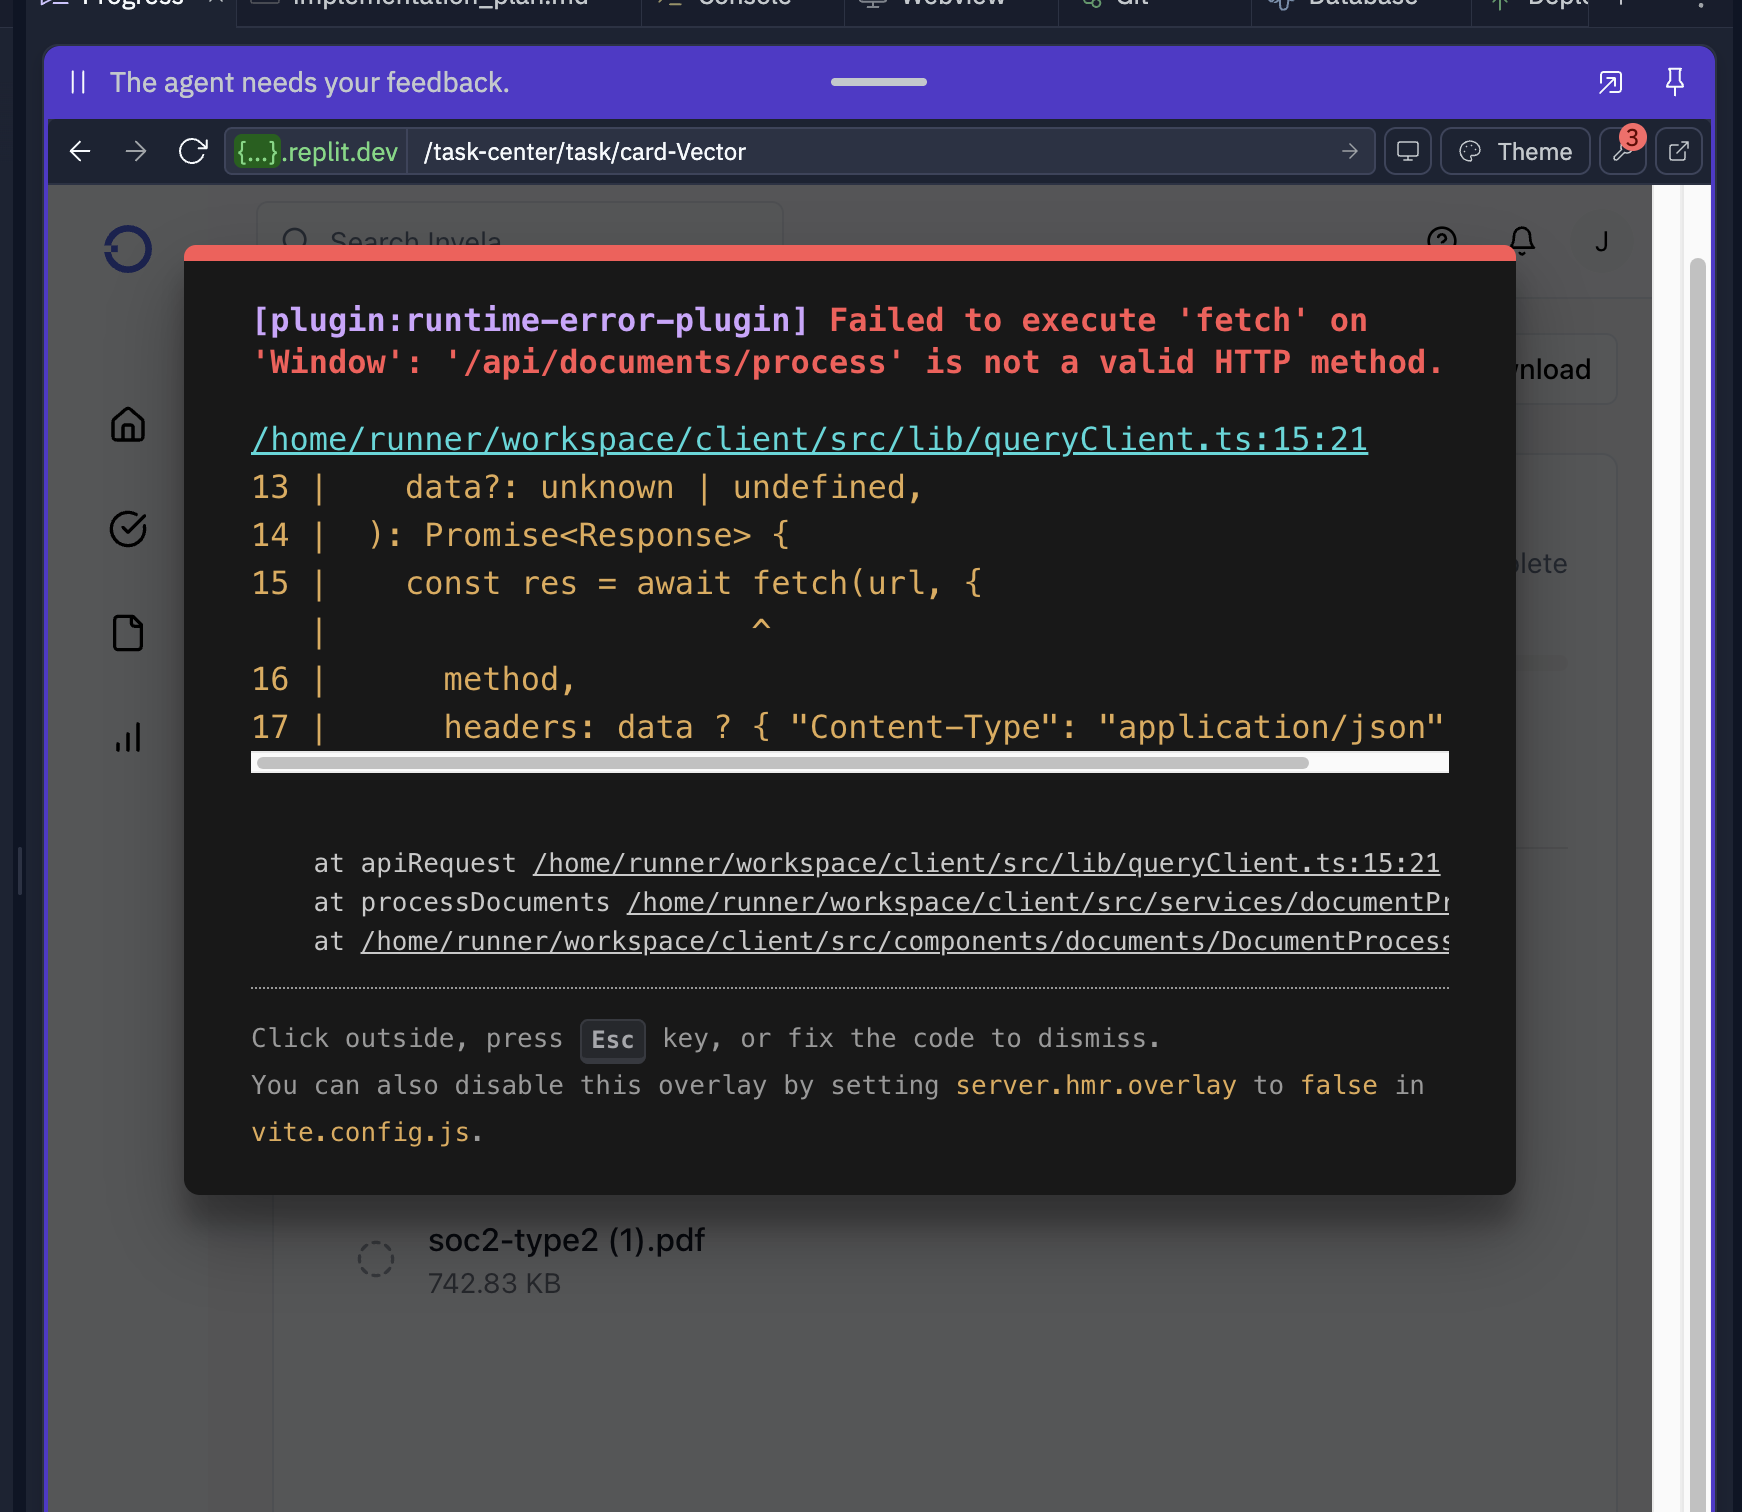 Progress
implementation_plan.md
Console
Webview
Git
Database
The agent needs your feedback.
{...}.replit.dev
/task-center/task/card-Vector
Theme
3
Search Invela
J
[plugin:runtime-error-plugin] Failed to execute 'fetch' on
'Window': '/api/documents/process' is not a valid HTTP method.
nload
/home/runner/workspace/client/src/lib/queryClient.ts:15:21
13 |    data?: unknown | undefined,
14 |  ): Promise<Response> {
15 |    const res = await fetch(url, {
   |                      ^
16 |      method,
17 |      headers: data ? { "Content-Type": "application/json"
lete
at apiRequest /home/runner/workspace/client/src/lib/queryClient.ts:15:21
at processDocuments /home/runner/workspace/client/src/services/documentPr
at /home/runner/workspace/client/src/components/documents/DocumentProcess
Click outside, press Esc key, or fix the code to dismiss.
You can also disable this overlay by setting server.hmr.overlay to false in
vite.config.js.
soc2-type2 (1).pdf
742.83 KB